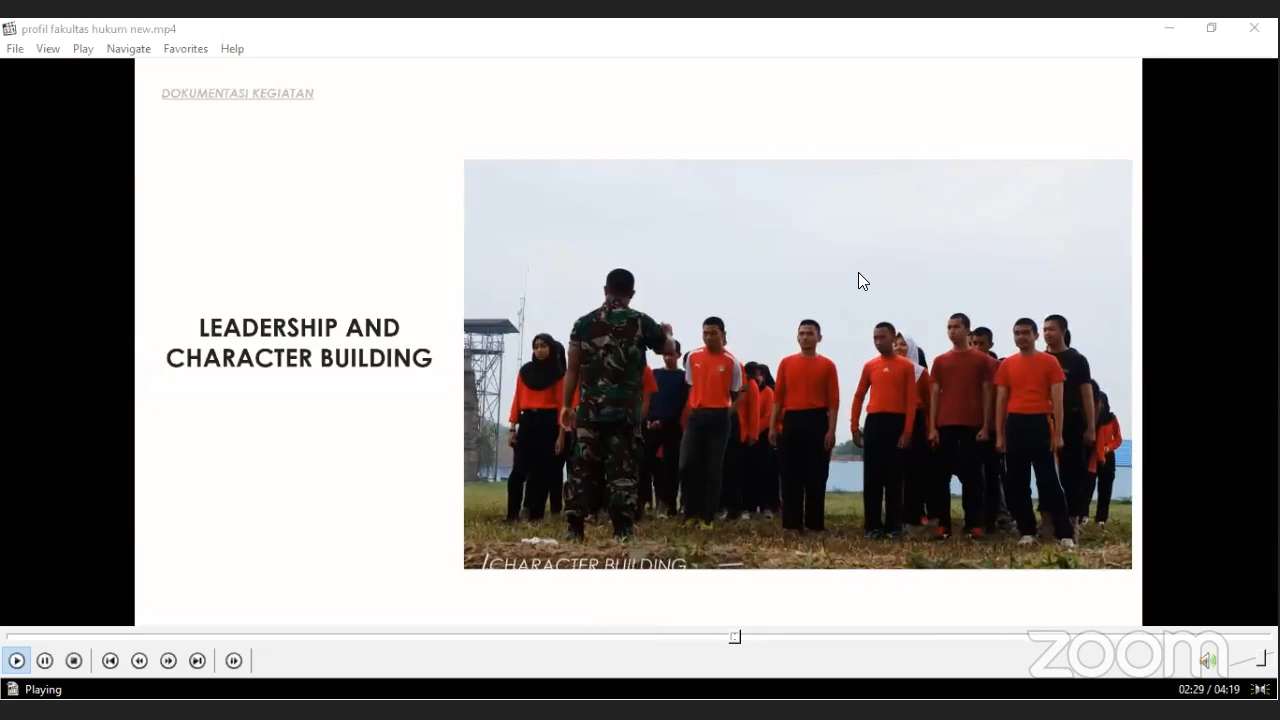 profil fakultas hukum new.mp4
File View Play Navigate Favorites Help
DOKUMENTASI KEGIATAN
LEADERSHIP AND
CHARACTER BUILDING
CHARACTER BUILDING
zoom
Playing
02:29 / 04:19